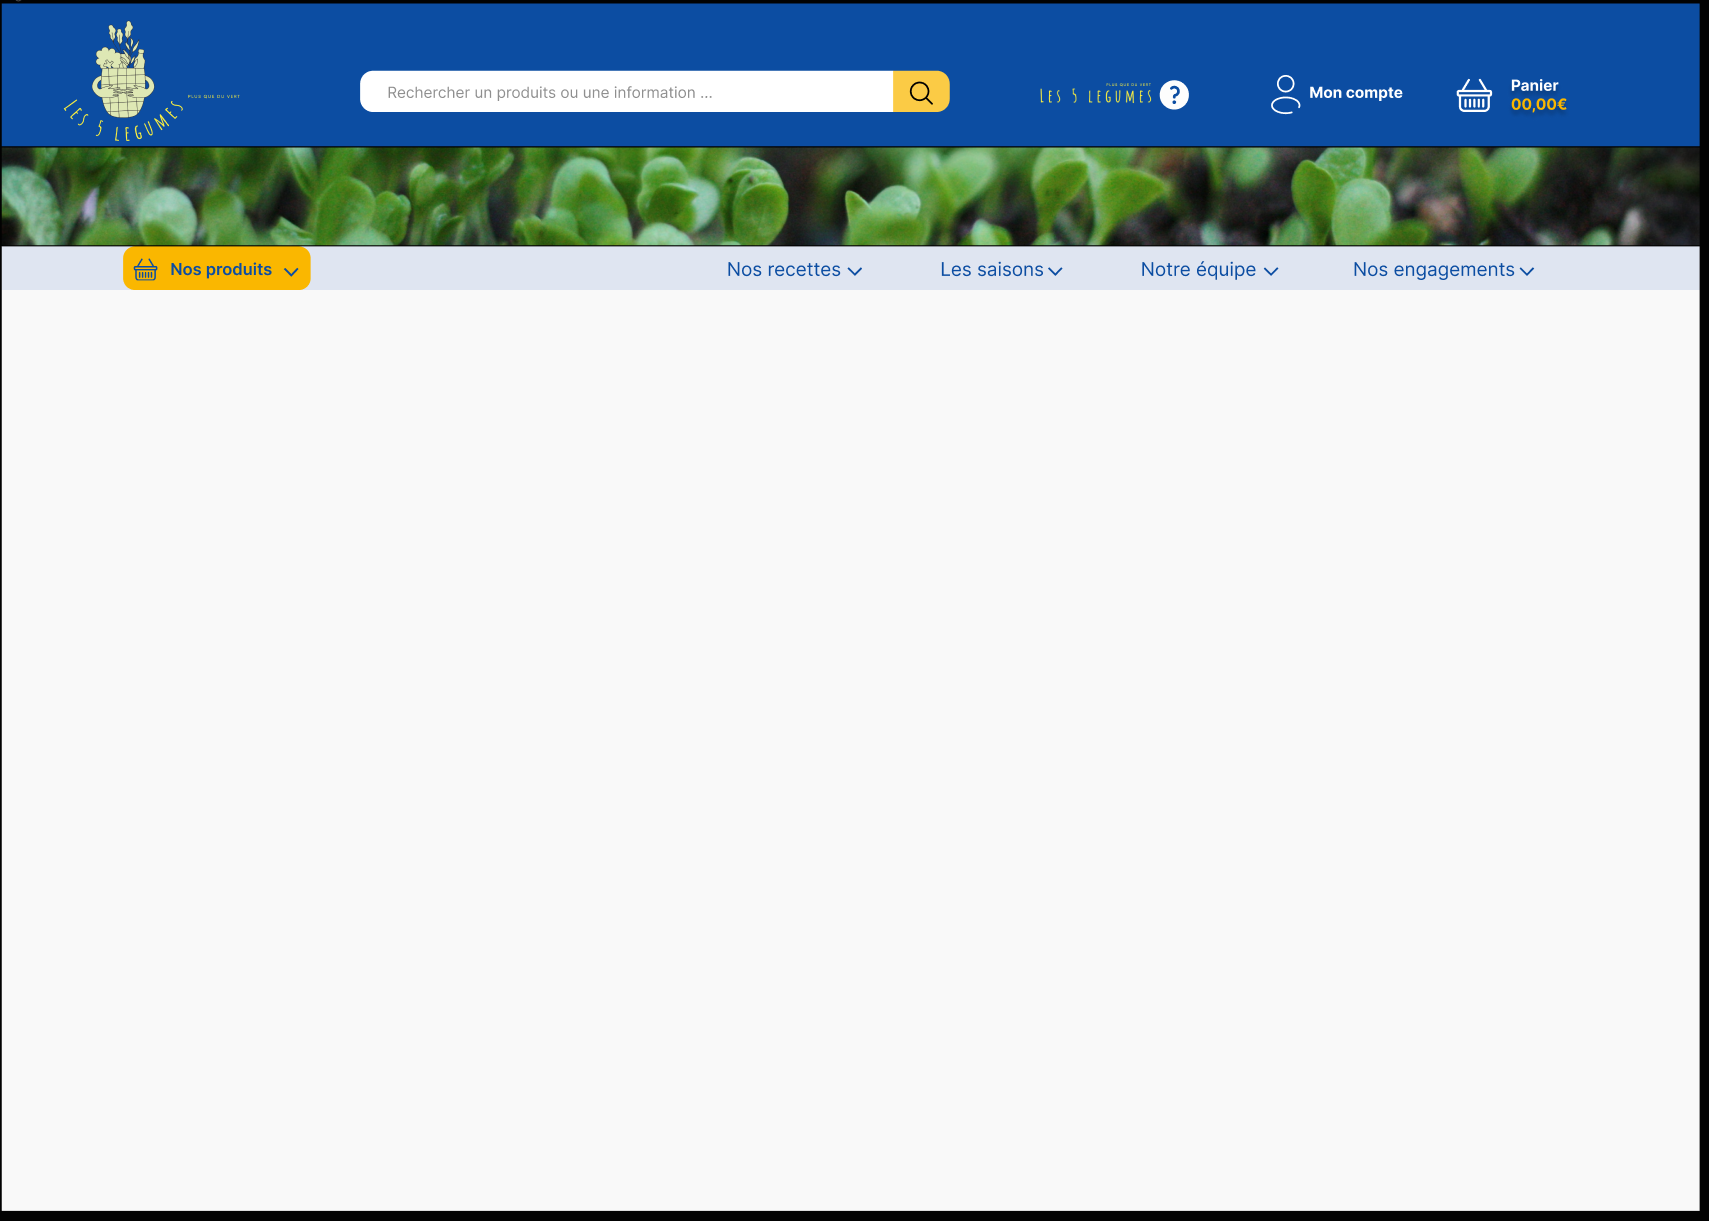 LES 5 LEGUMES
PLUS QUE DU VERT
Rechercher un produits ou une information ...
PLUS QUE DU VERT
LES 5 LEGUMES
?
Mon compte
Panier
00,00€
Nos produits
Nos recettes
Les saisons
Notre équipe
Nos engagements